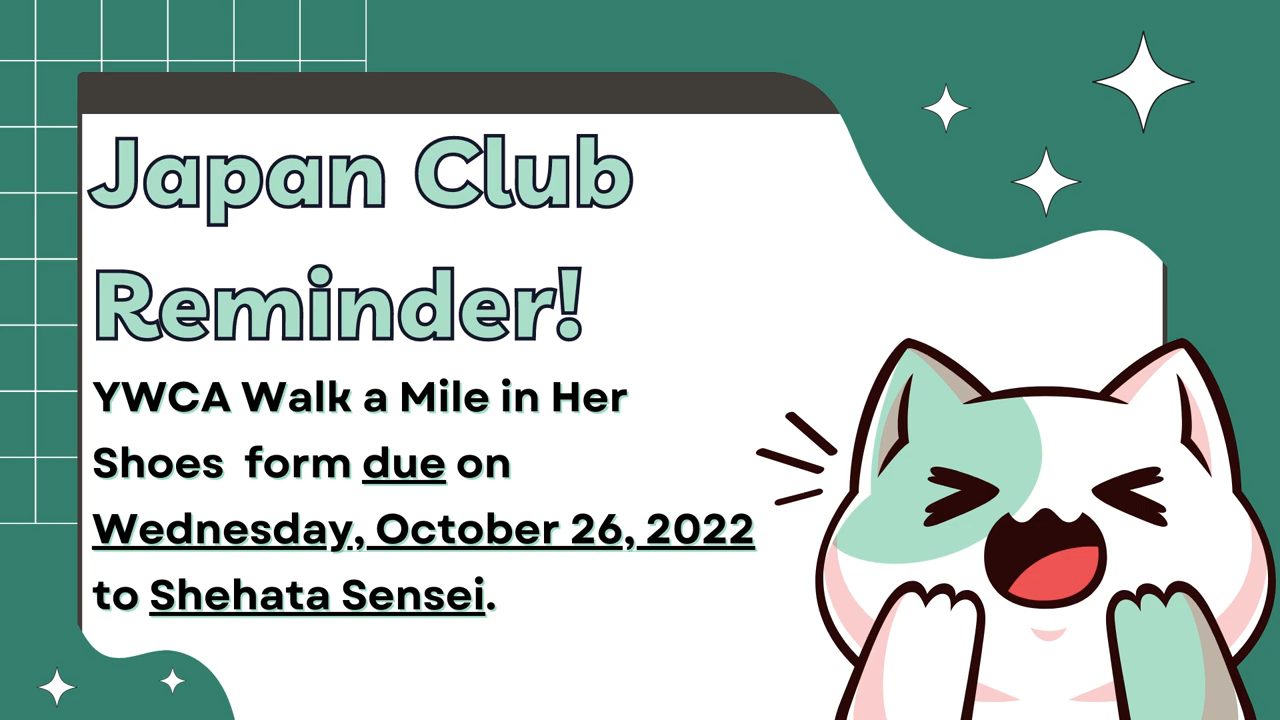 Japan Club
Reminder!
YWCA Walk a Mile in Her
Shoes  form due on
Wednesday, October 26, 2022
to Shehata Sensei.